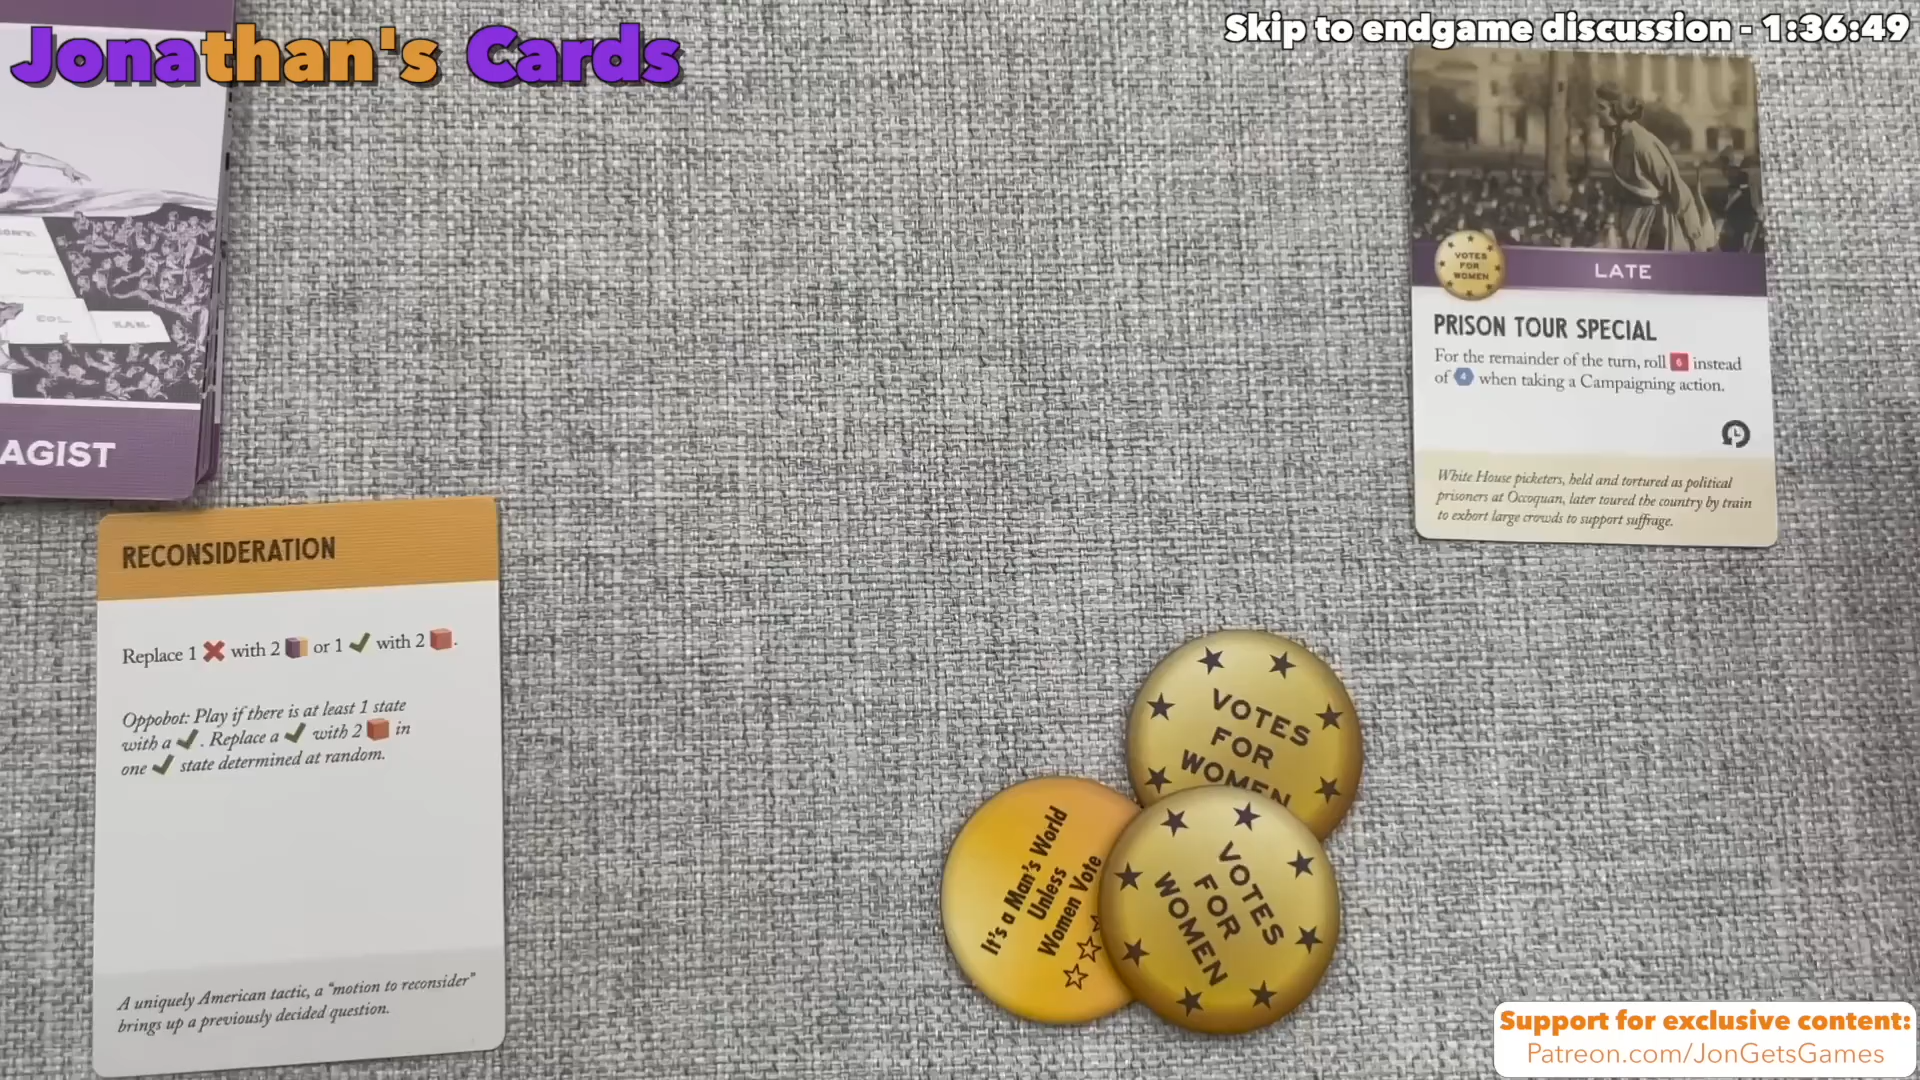 Jonathan's Cards
Skip to endgame discussion - 1:36:49
AGIST
VOTES
FOR
WOMEN
LATE
PRISON TOUR SPECIAL
For the remainder of the turn, roll 6 instead
of 4 when taking a Campaigning action.
White House picketers, held and tortured as political
prisoners at Occoquan, later toured the country by train
to exhort large crowds to support suffrage.
RECONSIDERATION
Replace 1 with 2 or 1 with 2 .
Oppobot: Play if there is at least 1 state
with a . Replace a with 2 in
one state determined at random.
A uniquely American tactic, a "motion to reconsider"
brings up a previously decided question.
VOTES
FOR
WOMEN
It's a Man's World
Unless
Women Vote
VOTES
FOR
WOMEN
Support for exclusive content:
Patreon.com/JonGetsGames